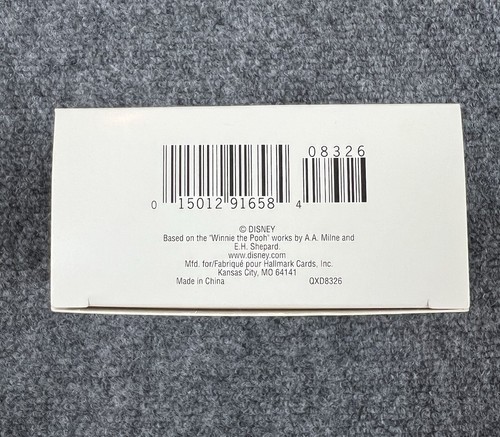 08326
0 15012 91658 4
© DISNEY
Based on the "Winnie the Pooh" works by A.A. Milne and
E.H. Shepard.
www.disney.com
Mfd. for/Fabriqué pour Hallmark Cards, Inc.
Kansas City, MO 64141
Made in China QXD8326